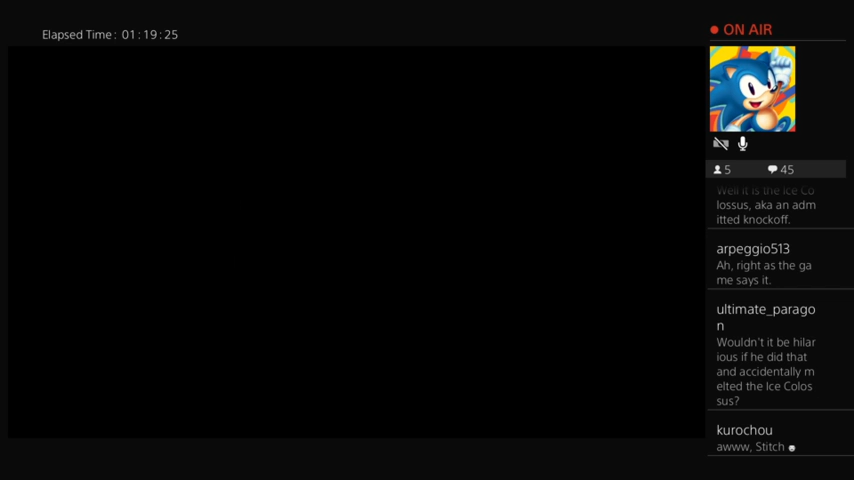 Elapsed Time: 01:19:25
ON AIR
5 45
Well it is the Ice Co
lossus, aka an adm
itted knockoff.
arpeggio513
Ah, right as the ga
me says it.
ultimate_parago
n
Wouldn't it be hilar
ious if he did that
and accidentally m
elted the Ice Colos
sus?
kurochou
awww, Stitch